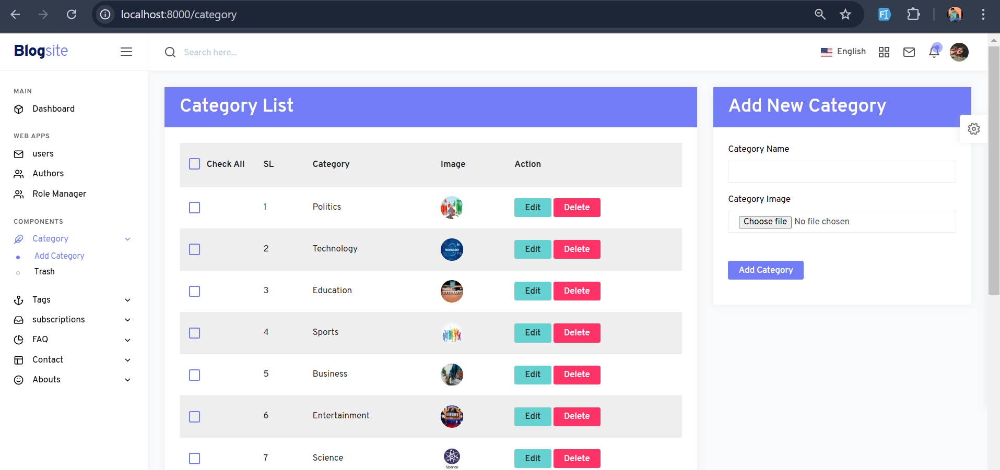 localhost:8000/category
Blogsite
Search here...
English
MAIN
Dashboard
WEB APPS
users
Authors
Role Manager
COMPONENTS
Category
Add Category
Trash
Tags
subscriptions
FAQ
Contact
Abouts
Category List
Check All SL Category Image Action
1 Politics Edit Delete
2 Technology TECHNOLOGY Edit Delete
3 Education Edit Delete
4 Sports Edit Delete
5 Business Edit Delete
6 Entertainment ENTERTAINMENT Edit Delete
7 Science Science Edit Delete
Add New Category
Category Name
Category Image
Choose file No file chosen
Add Category